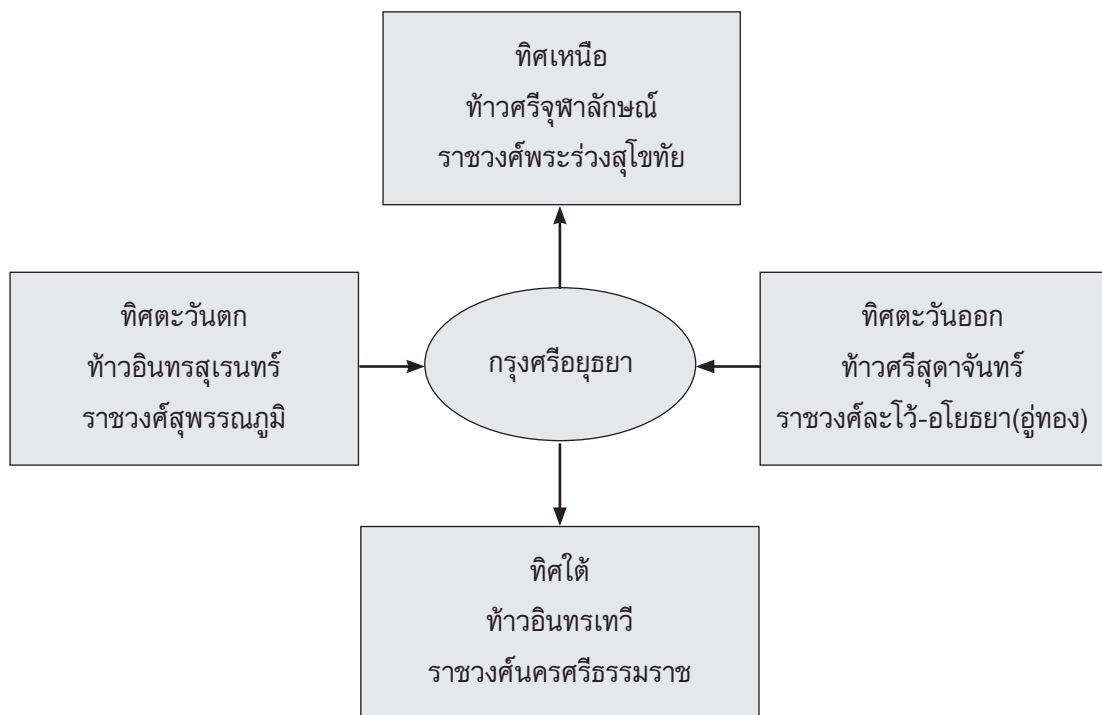 ทิศเหนือ
ท้าวศรีจุฬาลักษณ์
ราชวงศ์พระร่วงสุโขทัย
ทิศตะวันตก
ท้าวอินทรสุเรนทร์
ราชวงศ์สุพรรณภูมิ
กรุงศรีอยุธยา
ทิศตะวันออก
ท้าวศรีสุดาจันทร์
ราชวงศ์ละโว้-อโยธยา(อู่ทอง)
ทิศใต้
ท้าวอินทรเทวี
ราชวงศ์นครศรีธรรมราช